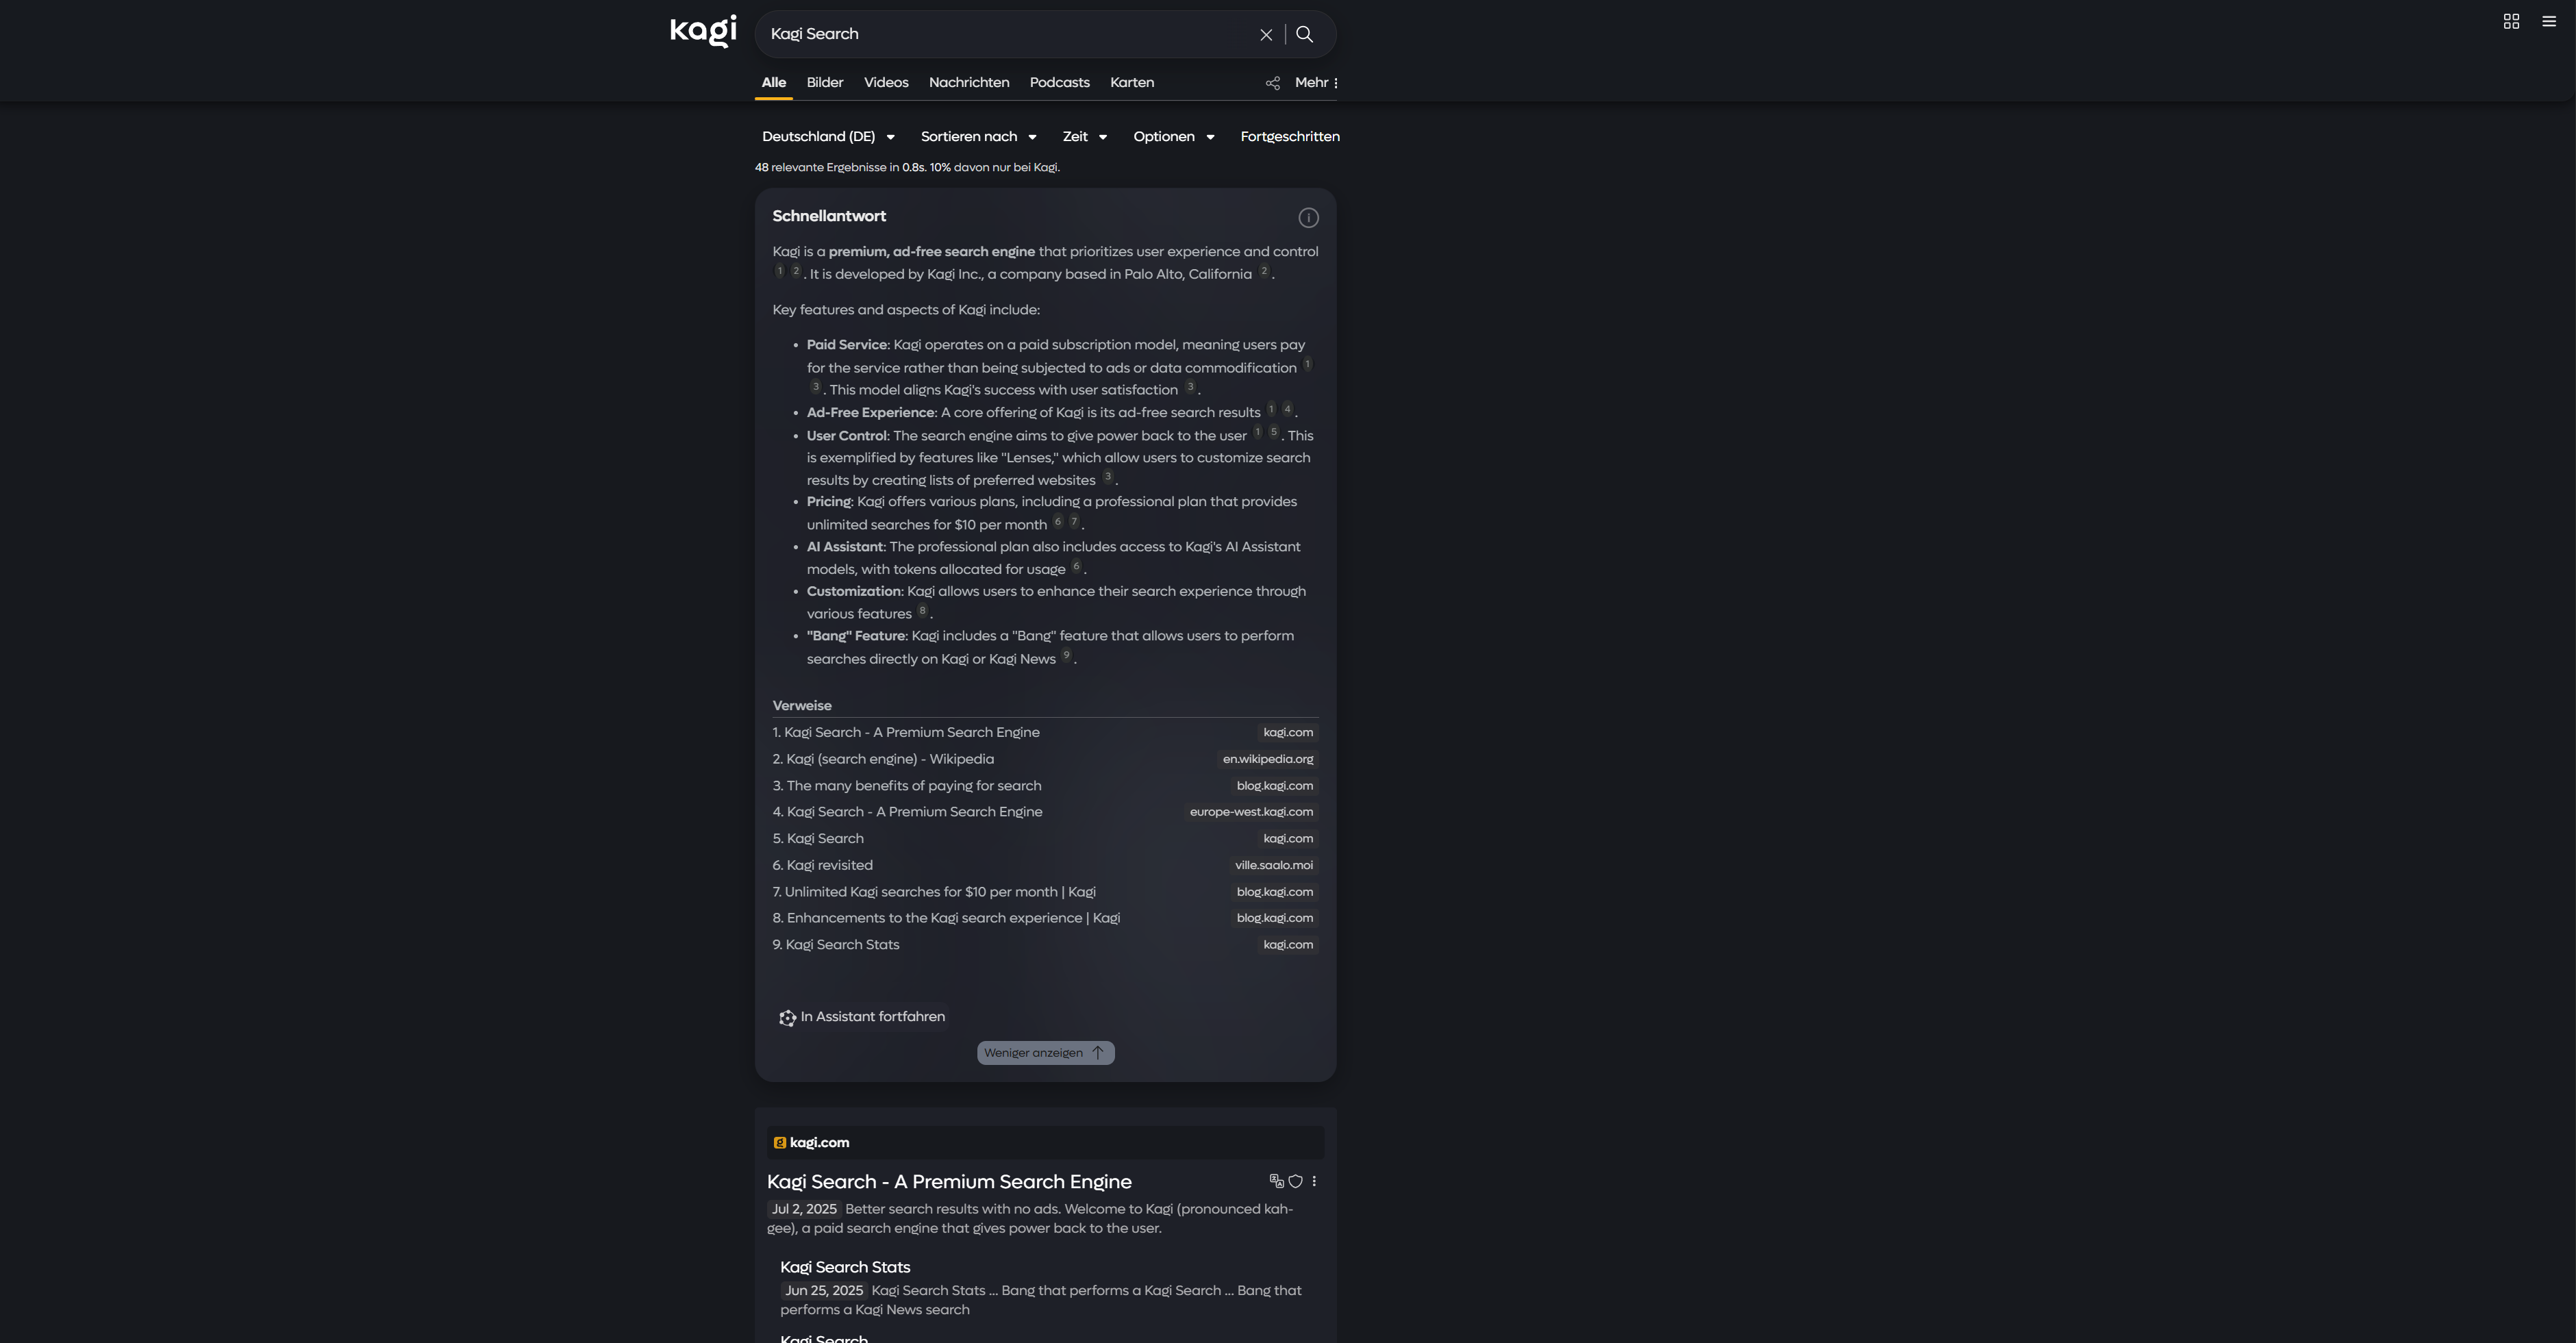 kagi
Kagi Search
Alle Bilder Videos Nachrichten Podcasts Karten Mehr
Deutschland (DE) Sortieren nach Zeit Optionen Fortgeschritten
48 relevante Ergebnisse in 0.8s. 10% davon nur bei Kagi.
Schnellantwort
Kagi is a premium, ad-free search engine that prioritizes user experience and control
1 2 . It is developed by Kagi Inc., a company based in Palo Alto, California 2 .
Key features and aspects of Kagi include:
• Paid Service: Kagi operates on a paid subscription model, meaning users pay
for the service rather than being subjected to ads or data commodification 1
3 . This model aligns Kagi's success with user satisfaction 3 .
• Ad-Free Experience: A core offering of Kagi is its ad-free search results 1 4 .
• User Control: The search engine aims to give power back to the user 1 5 . This
is exemplified by features like "Lenses," which allow users to customize search
results by creating lists of preferred websites 3 .
• Pricing: Kagi offers various plans, including a professional plan that provides
unlimited searches for $10 per month 6 7 .
• AI Assistant: The professional plan also includes access to Kagi's AI Assistant
models, with tokens allocated for usage 6 .
• Customization: Kagi allows users to enhance their search experience through
various features 8 .
• "Bang" Feature: Kagi includes a "Bang" feature that allows users to perform
searches directly on Kagi or Kagi News 9 .
Verweise
1. Kagi Search - A Premium Search Engine kagi.com
2. Kagi (search engine) - Wikipedia en.wikipedia.org
3. The many benefits of paying for search blog.kagi.com
4. Kagi Search - A Premium Search Engine europe-west.kagi.com
5. Kagi Search kagi.com
6. Kagi revisited ville.saalo.moi
7. Unlimited Kagi searches for $10 per month | Kagi blog.kagi.com
8. Enhancements to the Kagi search experience | Kagi blog.kagi.com
9. Kagi Search Stats kagi.com
In Assistant fortfahren
Weniger anzeigen
kagi.com
Kagi Search - A Premium Search Engine
Jul 2, 2025 Better search results with no ads. Welcome to Kagi (pronounced kah-
gee), a paid search engine that gives power back to the user.
Kagi Search Stats
Jun 25, 2025 Kagi Search Stats ... Bang that performs a Kagi Search ... Bang that
performs a Kagi News search
Kagi Search